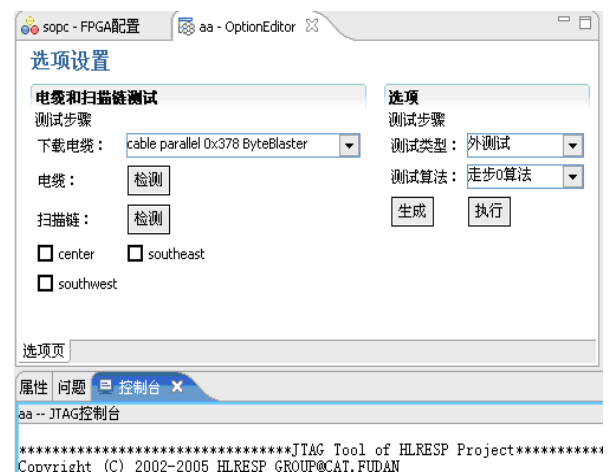 sopc - FPGA配置
aa - OptionEditor
选项设置
电缆和扫描链测试
测试步骤
下载电缆：
cable parallel 0x378 ByteBlaster
电缆：
检测
扫描链：
检测
center
southeast
southwest
选项
测试步骤
测试类型：
外测试
测试算法：
走步0算法
生成
执行
选项页
属性
问题
控制台
aa -- JTAG控制台
********************************JTAG Tool of HLRESP Project***********
Copyright (C) 2002-2005 HLRESP GROUP@CAT.FUDAN